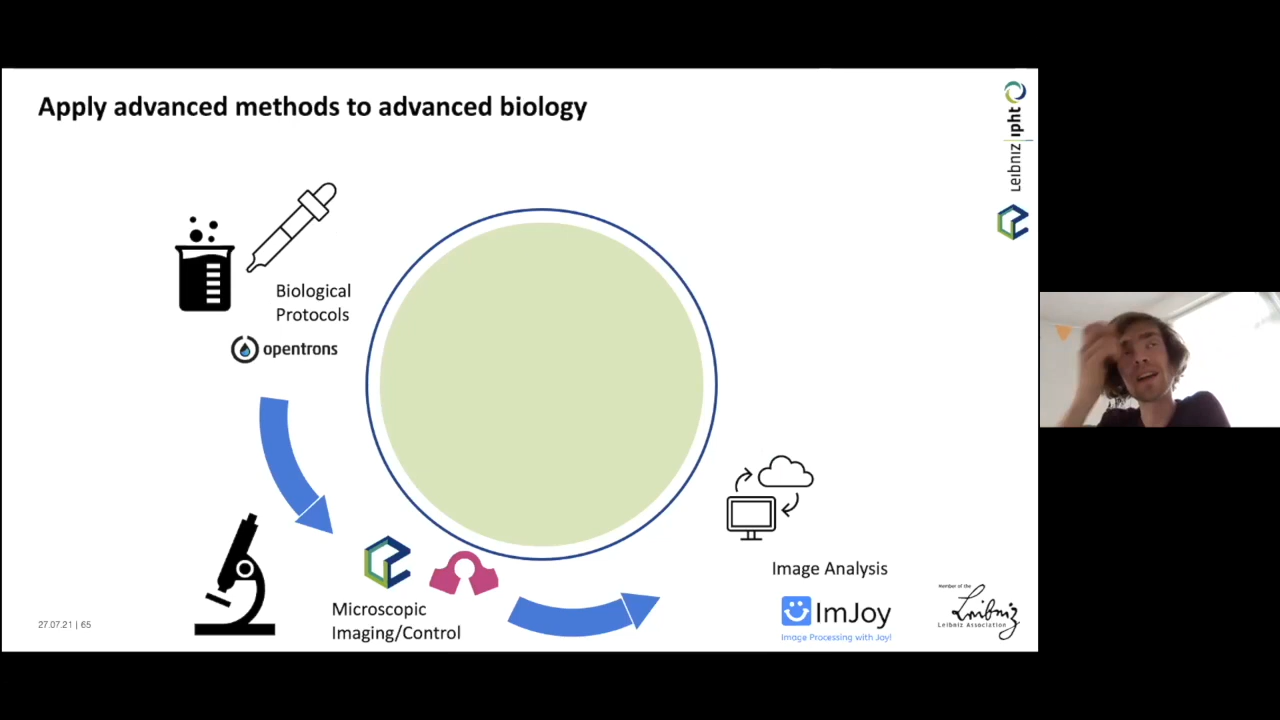 Apply advanced methods to advanced biology
Leibniz ipht
Biological
Protocols
opentrons
Microscopic
Imaging/Control
Image Analysis
ImJoy
Image Processing with Joy!
Member of the
Leibniz
Leibniz Association
27.07.21 | 65